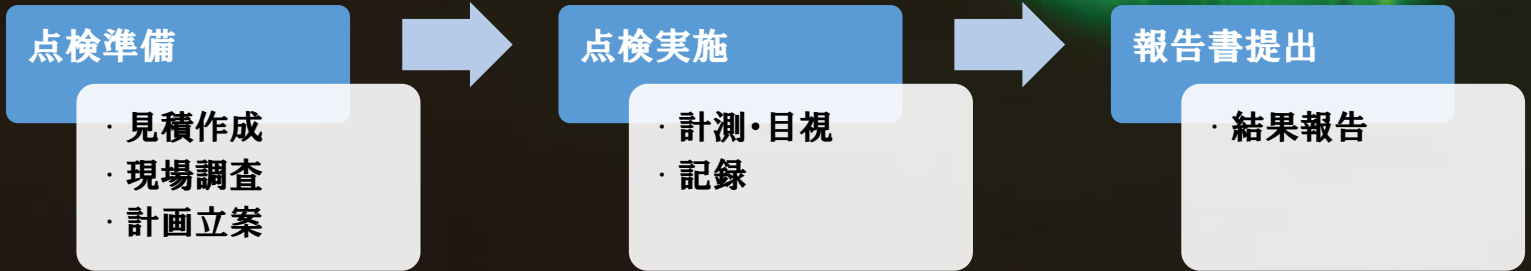 点検準備
・見積作成
・現場調査
・計画立案
点検実施
・計測・目視
・記録
報告書提出
・結果報告